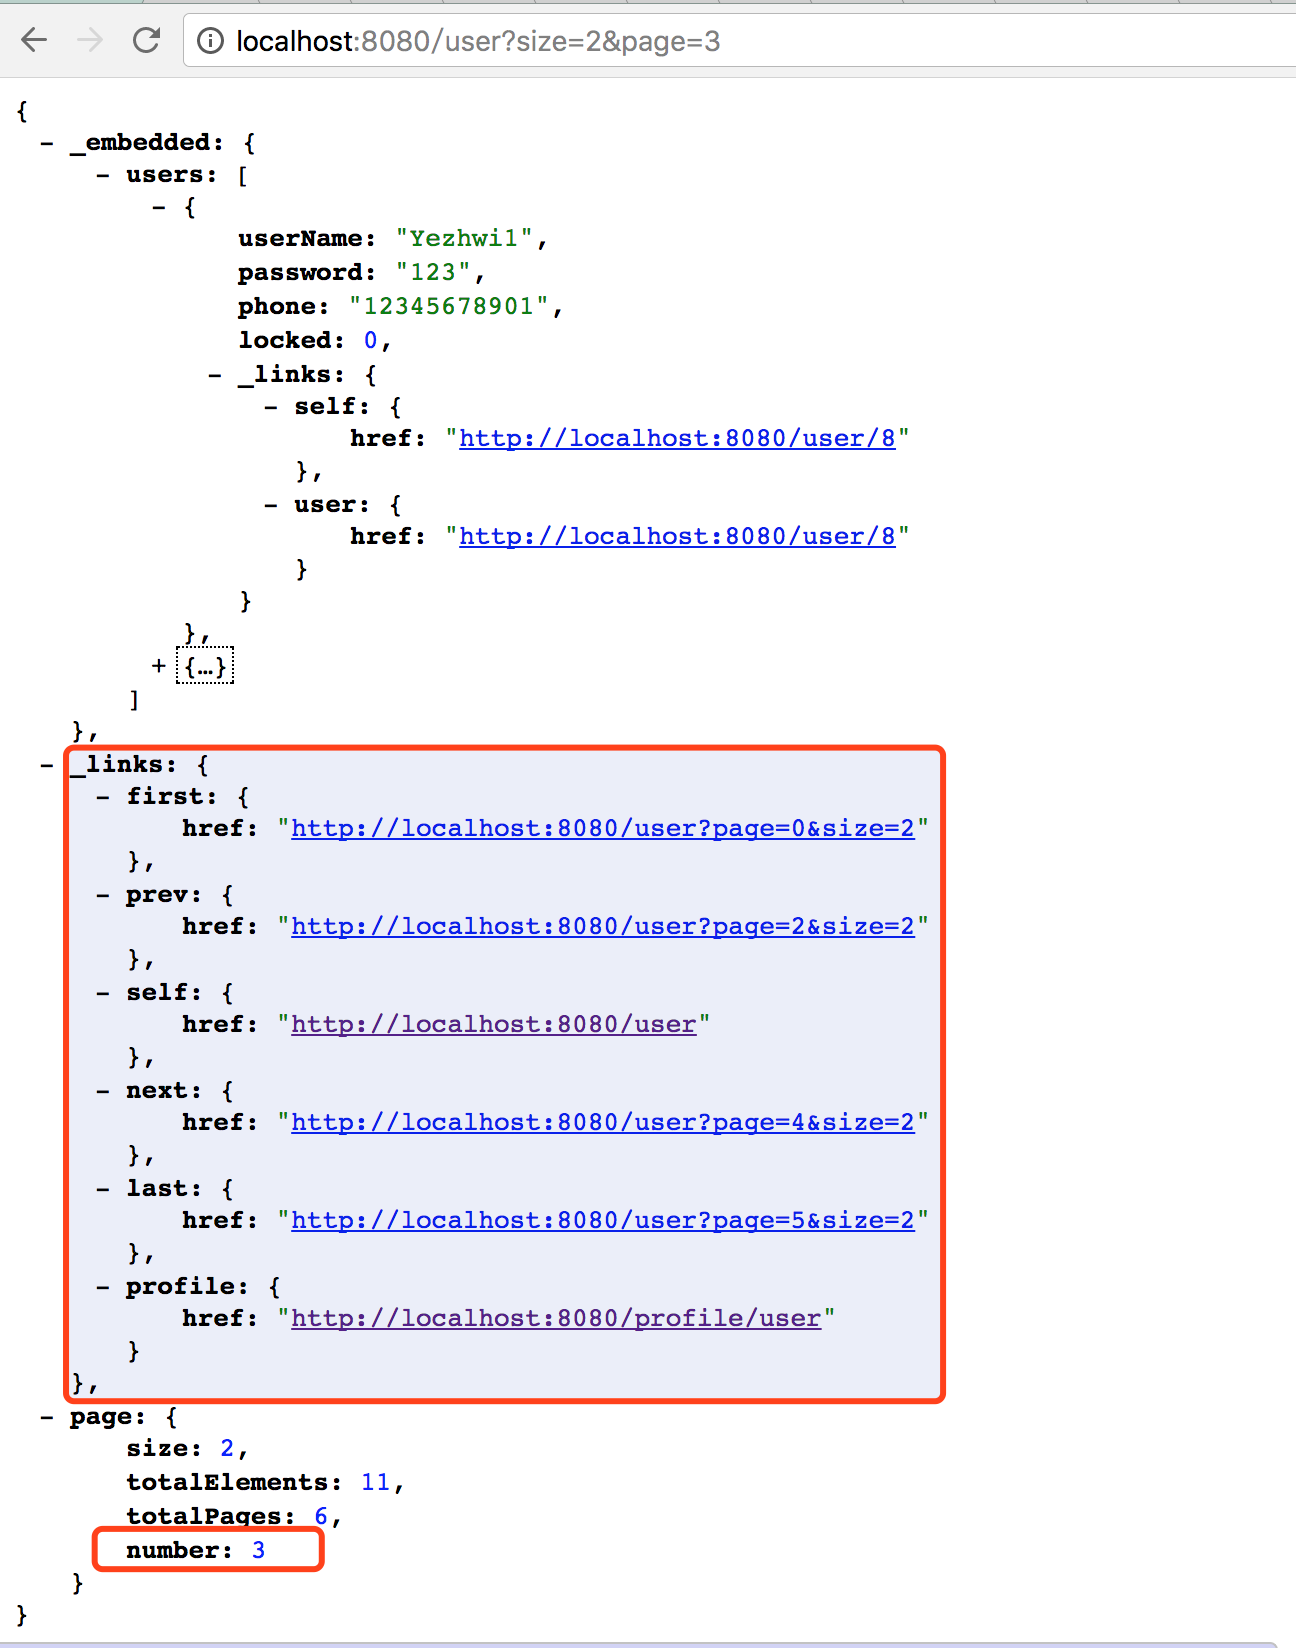 localhost:8080/user?size=2&page=3
{
- _embedded: {
- users: [
- {
userName: "Yezhwi1",
password: "123",
phone: "12345678901",
locked: 0,
- _links: {
- self: {
href: "http://localhost:8080/user/8"
},
- user: {
href: "http://localhost:8080/user/8"
}
}
},
+ {…}
]
},
- _links: {
- first: {
href: "http://localhost:8080/user?page=0&size=2"
},
- prev: {
href: "http://localhost:8080/user?page=2&size=2"
},
- self: {
href: "http://localhost:8080/user"
},
- next: {
href: "http://localhost:8080/user?page=4&size=2"
},
- last: {
href: "http://localhost:8080/user?page=5&size=2"
},
- profile: {
href: "http://localhost:8080/profile/user"
}
},
- page: {
size: 2,
totalElements: 11,
totalPages: 6,
number: 3
}
}